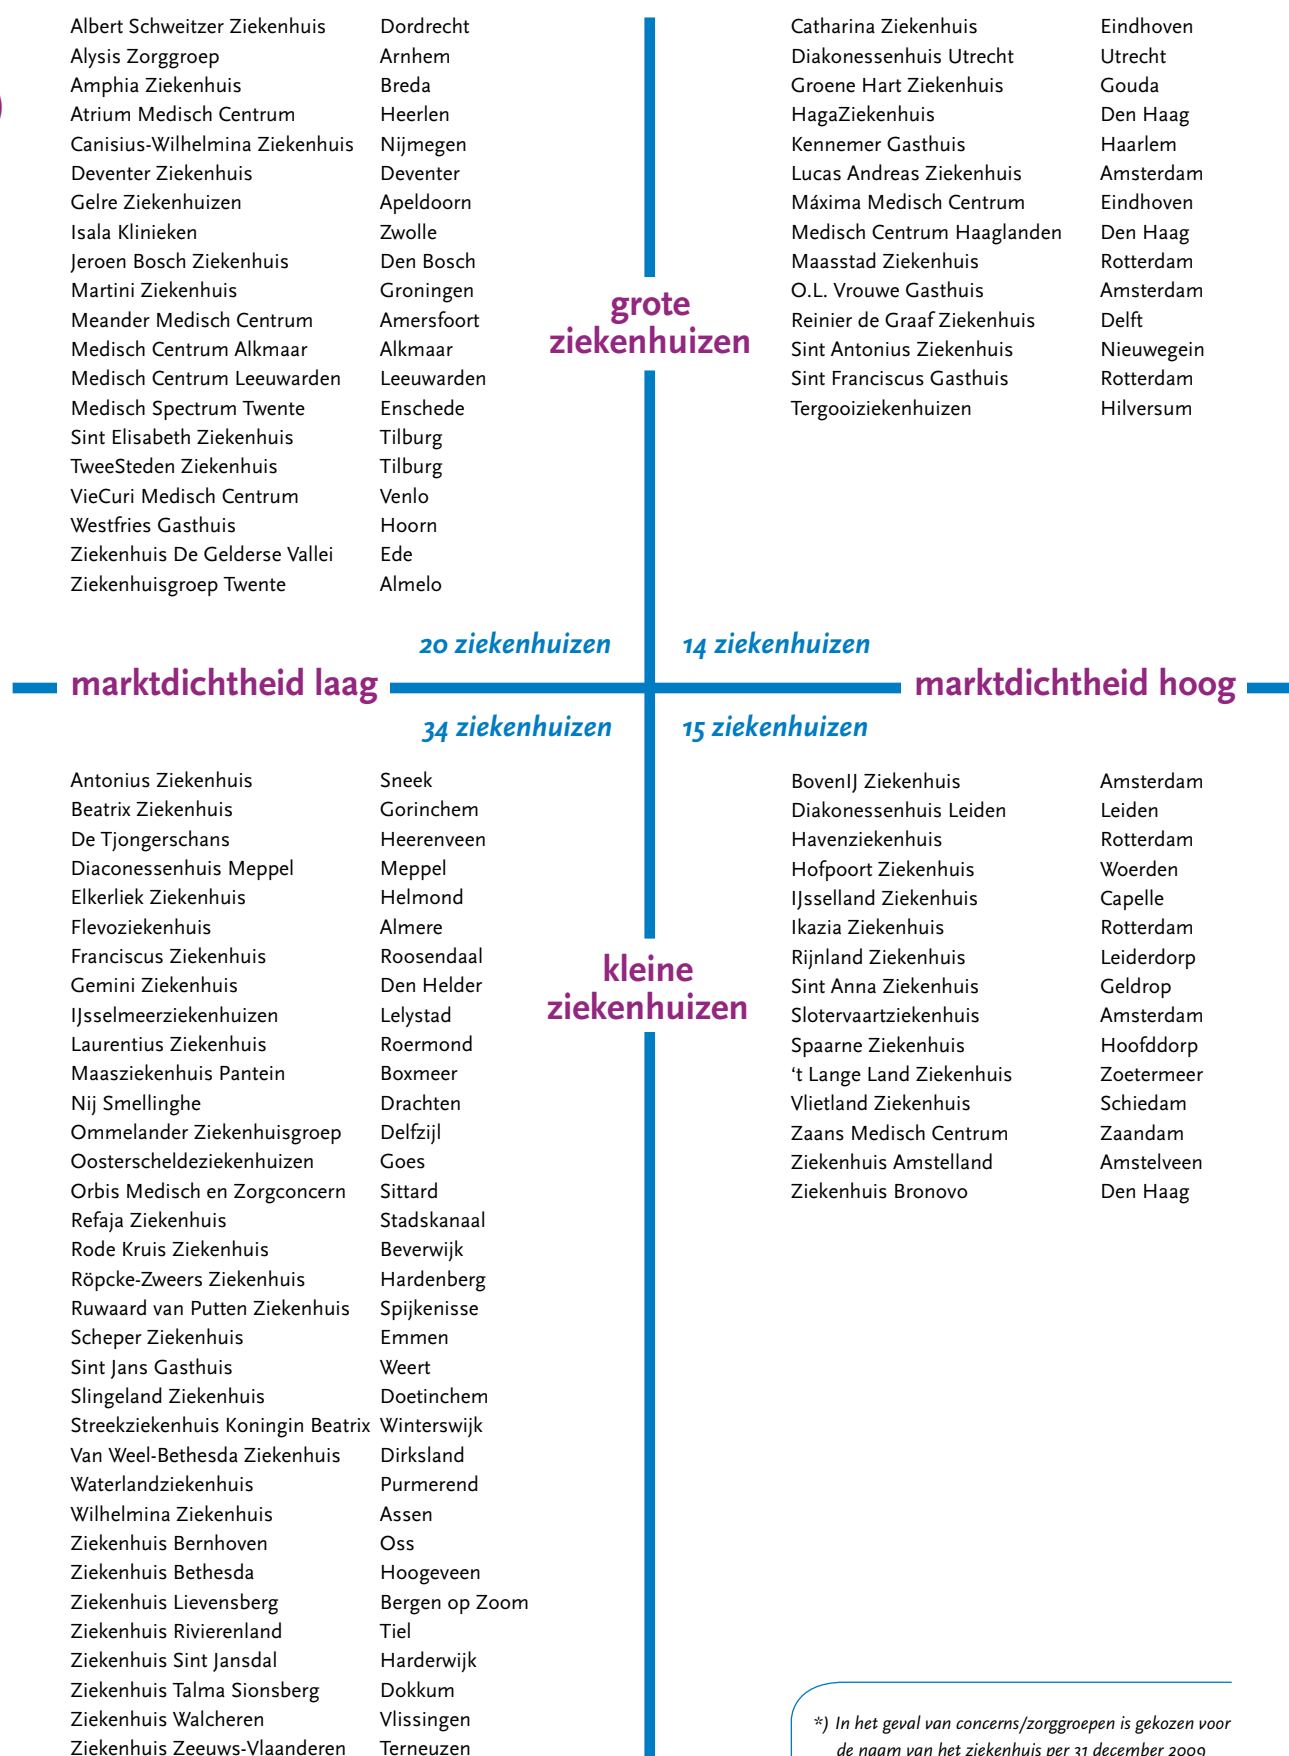 Albert Schweitzer Ziekenhuis Dordrecht
Alysis Zorggroep Arnhem
Amphia Ziekenhuis Breda
Atrium Medisch Centrum Heerlen
Canisius-Wilhelmina Ziekenhuis Nijmegen
Deventer Ziekenhuis Deventer
Gelre Ziekenhuizen Apeldoorn
Isala Klinieken Zwolle
Jeroen Bosch Ziekenhuis Den Bosch
Martini Ziekenhuis Groningen
Meander Medisch Centrum Amersfoort
Medisch Centrum Alkmaar Alkmaar
Medisch Centrum Leeuwarden Leeuwarden
Medisch Spectrum Twente Enschede
Sint Elisabeth Ziekenhuis Tilburg
TweeSteden Ziekenhuis Tilburg
VieCuri Medisch Centrum Venlo
Westfries Gasthuis Hoorn
Ziekenhuis De Gelderse Vallei Ede
Ziekenhuisgroep Twente Almelo
grote
ziekenhuizen
Catharina Ziekenhuis Eindhoven
Diakonessenhuis Utrecht Utrecht
Groene Hart Ziekenhuis Gouda
HagaZiekenhuis Den Haag
Kennemer Gasthuis Haarlem
Lucas Andreas Ziekenhuis Amsterdam
Máxima Medisch Centrum Eindhoven
Medisch Centrum Haaglanden Den Haag
Maasstad Ziekenhuis Rotterdam
O.L. Vrouwe Gasthuis Amsterdam
Reinier de Graaf Ziekenhuis Delft
Sint Antonius Ziekenhuis Nieuwegein
Sint Franciscus Gasthuis Rotterdam
Tergooiziekenhuizen Hilversum
20 ziekenhuizen 14 ziekenhuizen
marktdichtheid laag marktdichtheid hoog
34 ziekenhuizen 15 ziekenhuizen
Antonius Ziekenhuis Sneek
Beatrix Ziekenhuis Gorinchem
De Tjongerschans Heerenveen
Diaconessenhuis Meppel Meppel
Elkerliek Ziekenhuis Helmond
Flevoziekenhuis Almere
Franciscus Ziekenhuis Roosendaal
Gemini Ziekenhuis Den Helder
IJsselmeerziekenhuizen Lelystad
Laurentius Ziekenhuis Roermond
Maasziekenhuis Pantein Boxmeer
Nij Smellinghe Drachten
Ommelander Ziekenhuisgroep Delfzijl
Oosterscheldeziekenhuizen Goes
Orbis Medisch en Zorgconcern Sittard
Refaja Ziekenhuis Stadskanaal
Rode Kruis Ziekenhuis Beverwijk
Röpcke-Zweers Ziekenhuis Hardenberg
Ruwaard van Putten Ziekenhuis Spijkenisse
Scheper Ziekenhuis Emmen
Sint Jans Gasthuis Weert
Slingeland Ziekenhuis Doetinchem
Streekziekenhuis Koningin Beatrix Winterswijk
Van Weel-Bethesda Ziekenhuis Dirksland
Waterlandziekenhuis Purmerend
Wilhelmina Ziekenhuis Assen
Ziekenhuis Bernhoven Oss
Ziekenhuis Bethesda Hoogeveen
Ziekenhuis Lievensberg Bergen op Zoom
Ziekenhuis Rivierenland Tiel
Ziekenhuis Sint Jansdal Harderwijk
Ziekenhuis Talma Sionsberg Dokkum
Ziekenhuis Walcheren Vlissingen
Ziekenhuis Zeeuws-Vlaanderen Terneuzen
kleine
ziekenhuizen
BovenIJ Ziekenhuis Amsterdam
Diakonessenhuis Leiden Leiden
Havenziekenhuis Rotterdam
Hofpoort Ziekenhuis Woerden
IJsselland Ziekenhuis Capelle
Ikazia Ziekenhuis Rotterdam
Rijnland Ziekenhuis Leiderdorp
Sint Anna Ziekenhuis Geldrop
Slotervaartziekenhuis Amsterdam
Spaarne Ziekenhuis Hoofddorp
‘t Lange Land Ziekenhuis Zoetermeer
Vlietland Ziekenhuis Schiedam
Zaans Medisch Centrum Zaandam
Ziekenhuis Amstelland Amstelveen
Ziekenhuis Bronovo Den Haag
*) In het geval van concerns/zorggroepen is gekozen voor
de naam van het ziekenhuis per 31 december 2009